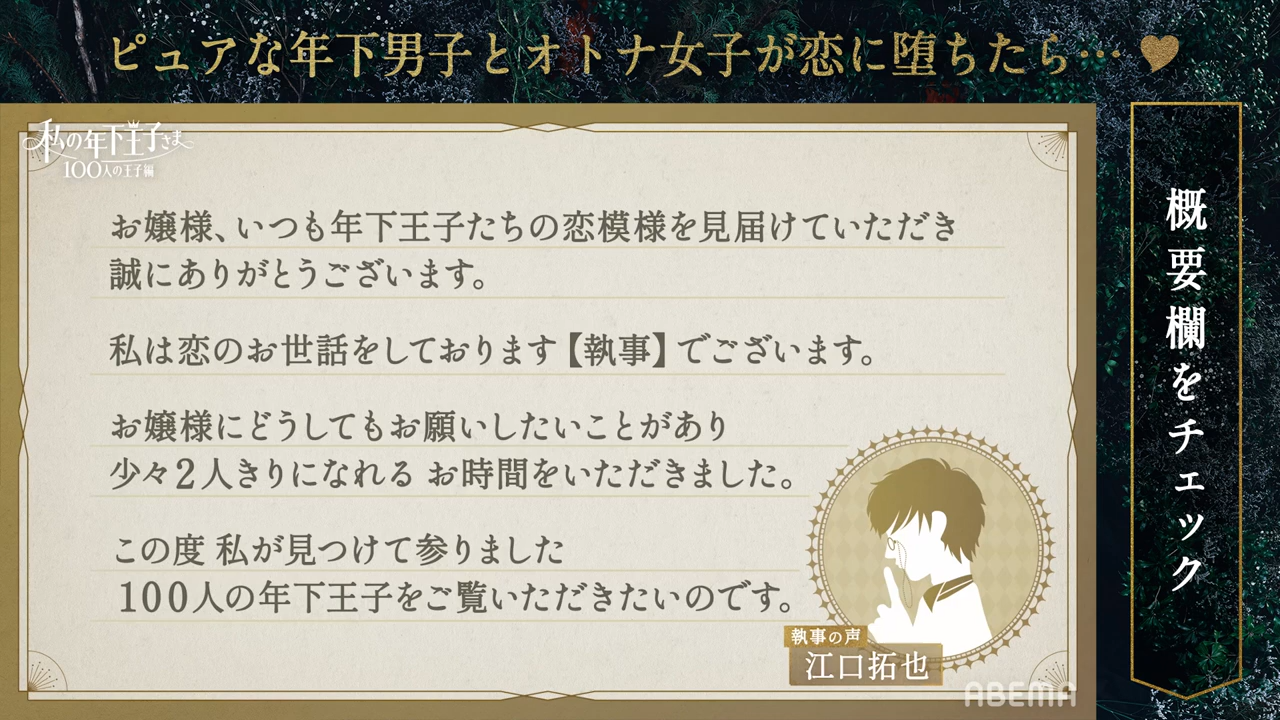 ピュアな年下男子とオトナ女子が恋に堕ちたら…
私の年下王子さま
100人の王子編
お嬢様、いつも年下王子たちの恋模様を見届けていただき
誠にありがとうございます。
私は恋のお世話をしております【執事】でございます。
お嬢様にどうしてもお願いしたいことがあり
少々2人きりになれる お時間をいただきました。
この度 私が見つけて参りました
100人の年下王子をご覧いただきたいのです。
執事の声
江口拓也
ABEMA
概要欄をチェック